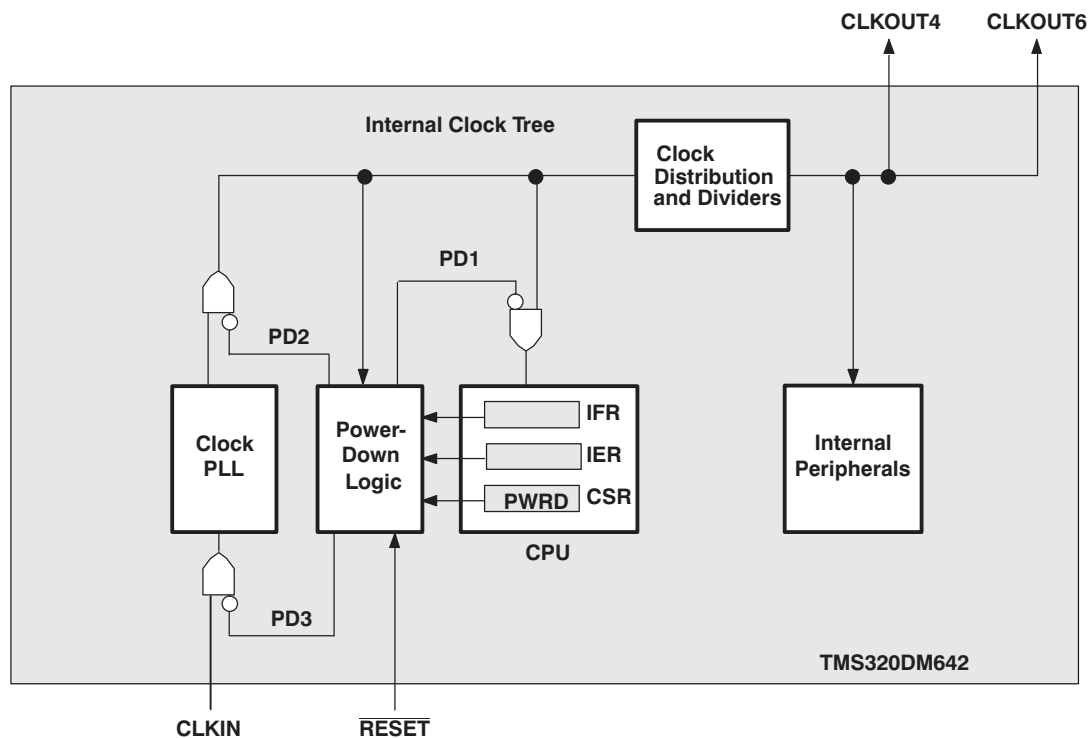 CLKOUT4 CLKOUT6
Internal Clock Tree
Clock
Distribution
and Dividers
PD1
PD2
Clock
PLL
Power-
Down
Logic
IFR
IER
PWRD CSR
CPU
Internal
Peripherals
PD3
TMS320DM642
CLKIN
RESET